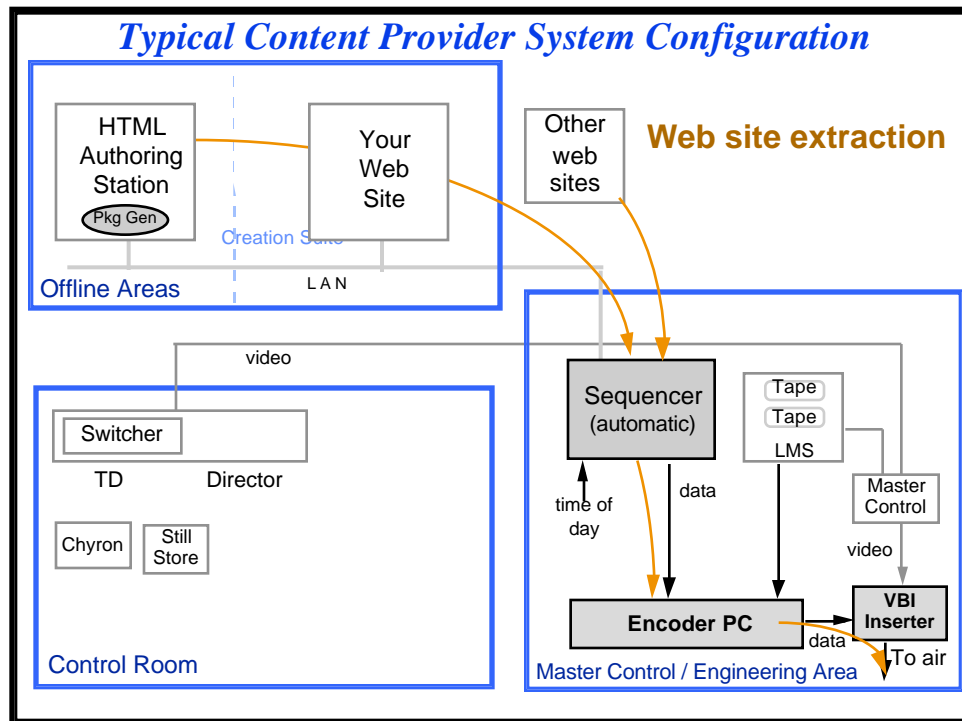 Typical Content Provider System Configuration
HTML
Authoring
Station
Pkg Gen
Your
Web
Site
Other
web
sites
Web site extraction
Creation Suite
L A N
Offline Areas
video
Switcher
TD
Director
Chyron
Still
Store
Control Room
Sequencer
(automatic)
time of
day
data
Tape
Tape
LMS
Master
Control
video
Encoder PC
data
VBI
Inserter
To air
Master Control / Engineering Area